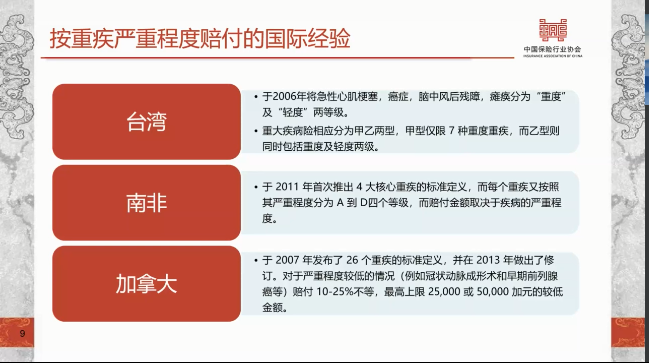 按重疾严重程度赔付的国际经验
中国保险行业协会
INSURANCE ASSOCIATION OF CHINA
台湾
• 于2006年将急性心肌梗塞，癌症，脑中风后残障，瘫痪分为“重度”
及“轻度”两等级。
• 重大疾病险相应分为甲乙两型，甲型仅限 7 种重度重疾，而乙型则
同时包括重度及轻度两级。
南非
• 于 2011 年首次推出 4 大核心重疾的标准定义，而每个重疾又按照
其严重程度分为 A 到 D四个等级，而赔付金额取决于疾病的严重程
度。
加拿大
• 于 2007 年发布了 26 个重疾的标准定义，并在 2013 年做出了修
订。对于严重程度较低的情况（例如冠状动脉成形术和早期前列腺
癌等）赔付 10-25%不等，最高上限 25,000 或 50,000 加元的较低
金额。
9